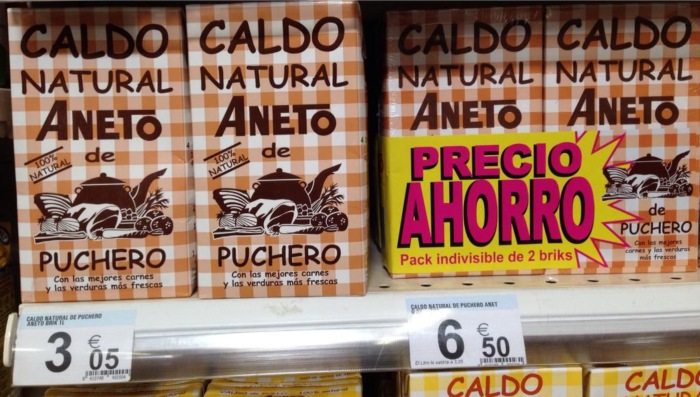 CALDO
NATURAL
ANETO
de
100%
NATURAL
PUCHERO
Con las mejores carnes
y las verduras más frescas
CALDO
NATURAL
ANETO
de
100%
NATURAL
PUCHERO
Con las mejores carnes
y las verduras más frescas
CALDO
NATURAL
ANETO
CALDO
NATURAL
ANETO
de
PUCHERO
Con las mejores
carnes y las verduras
más frescas
PRECIO
AHORRO
Pack indivisible de 2 briks
CALDO NATURAL DE PUCHERO
ANETO BRIK 1L
3 € 05
CALDO NATURAL DE PUCHERO ANET
6 € 50
CALDO
CALDO